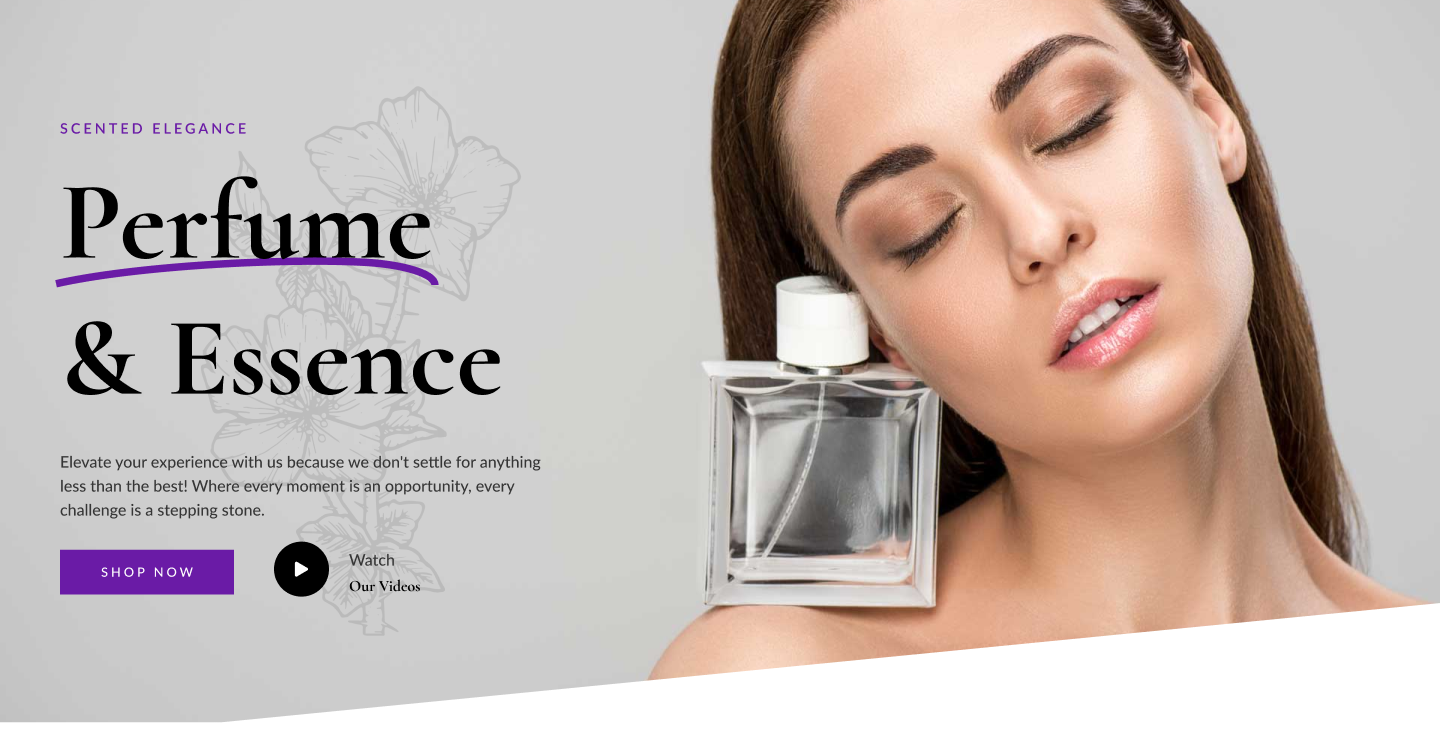 SCENTED ELEGANCE
Perfume
& Essence
Elevate your experience with us because we don't settle for anything
less than the best! Where every moment is an opportunity, every
challenge is a stepping stone.
SHOP NOW
Watch
Our Videos